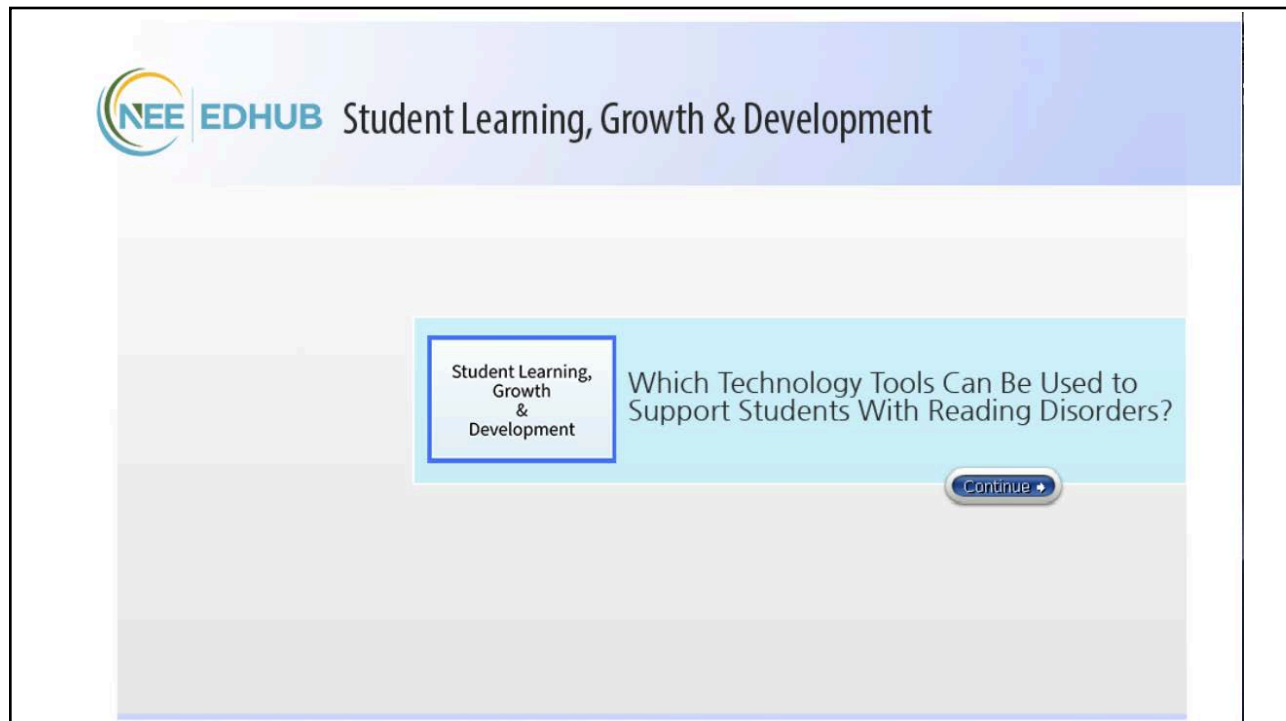 NEE EDHUB Student Learning, Growth & Development
Student Learning,
Growth
&
Development
Which Technology Tools Can Be Used to
Support Students With Reading Disorders?
Continue